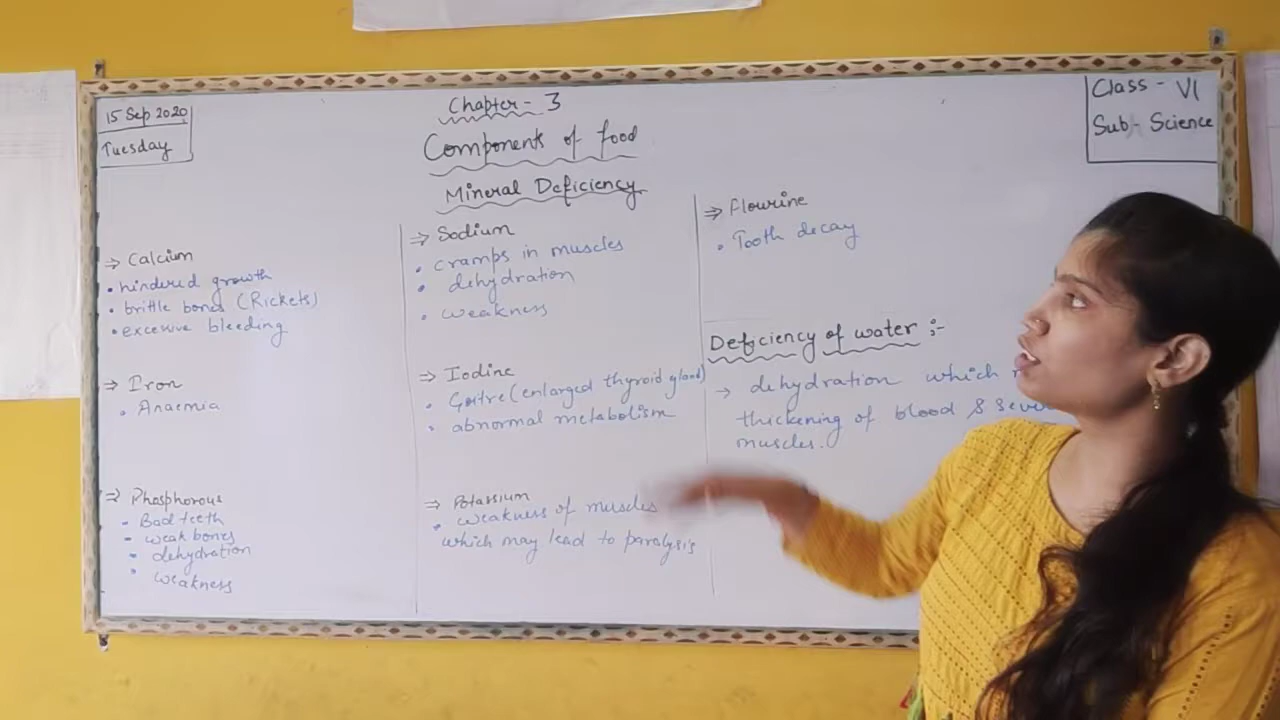 15 Sep 2020
Tuesday
Chapter - 3
Components of food
Mineral Deficiency
Class - VI
Sub - Science
⇒ Calcium
• hindered growth
• brittle bones (Rickets)
• excessive bleeding
⇒ Iron
• Anaemia
⇒ Phosphorous
• Bad teeth
• weak bones
• dehydration
• weakness
⇒ Sodium
• cramps in muscles
• dehydration
• weakness
⇒ Iodine
• Goitre (enlarged thyroid gland)
• abnormal metabolism
⇒ Potassium
• weakness of muscles
which may lead to paralysis
⇒ Flourine
• Tooth decay
Deficiency of water :-
→ dehydration which
thickening of blood &
muscles.